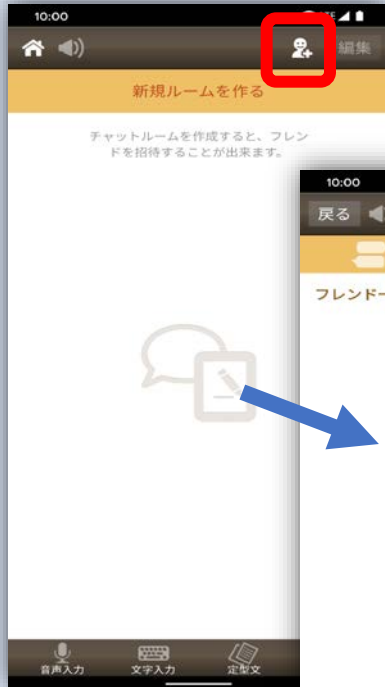 10:00
編集
新規ルームを作る
チャットルームを作成すると、フレン
ドを招待することが出来ます。
音声入力
文字入力
定型文
10:00
戻る
フレンド